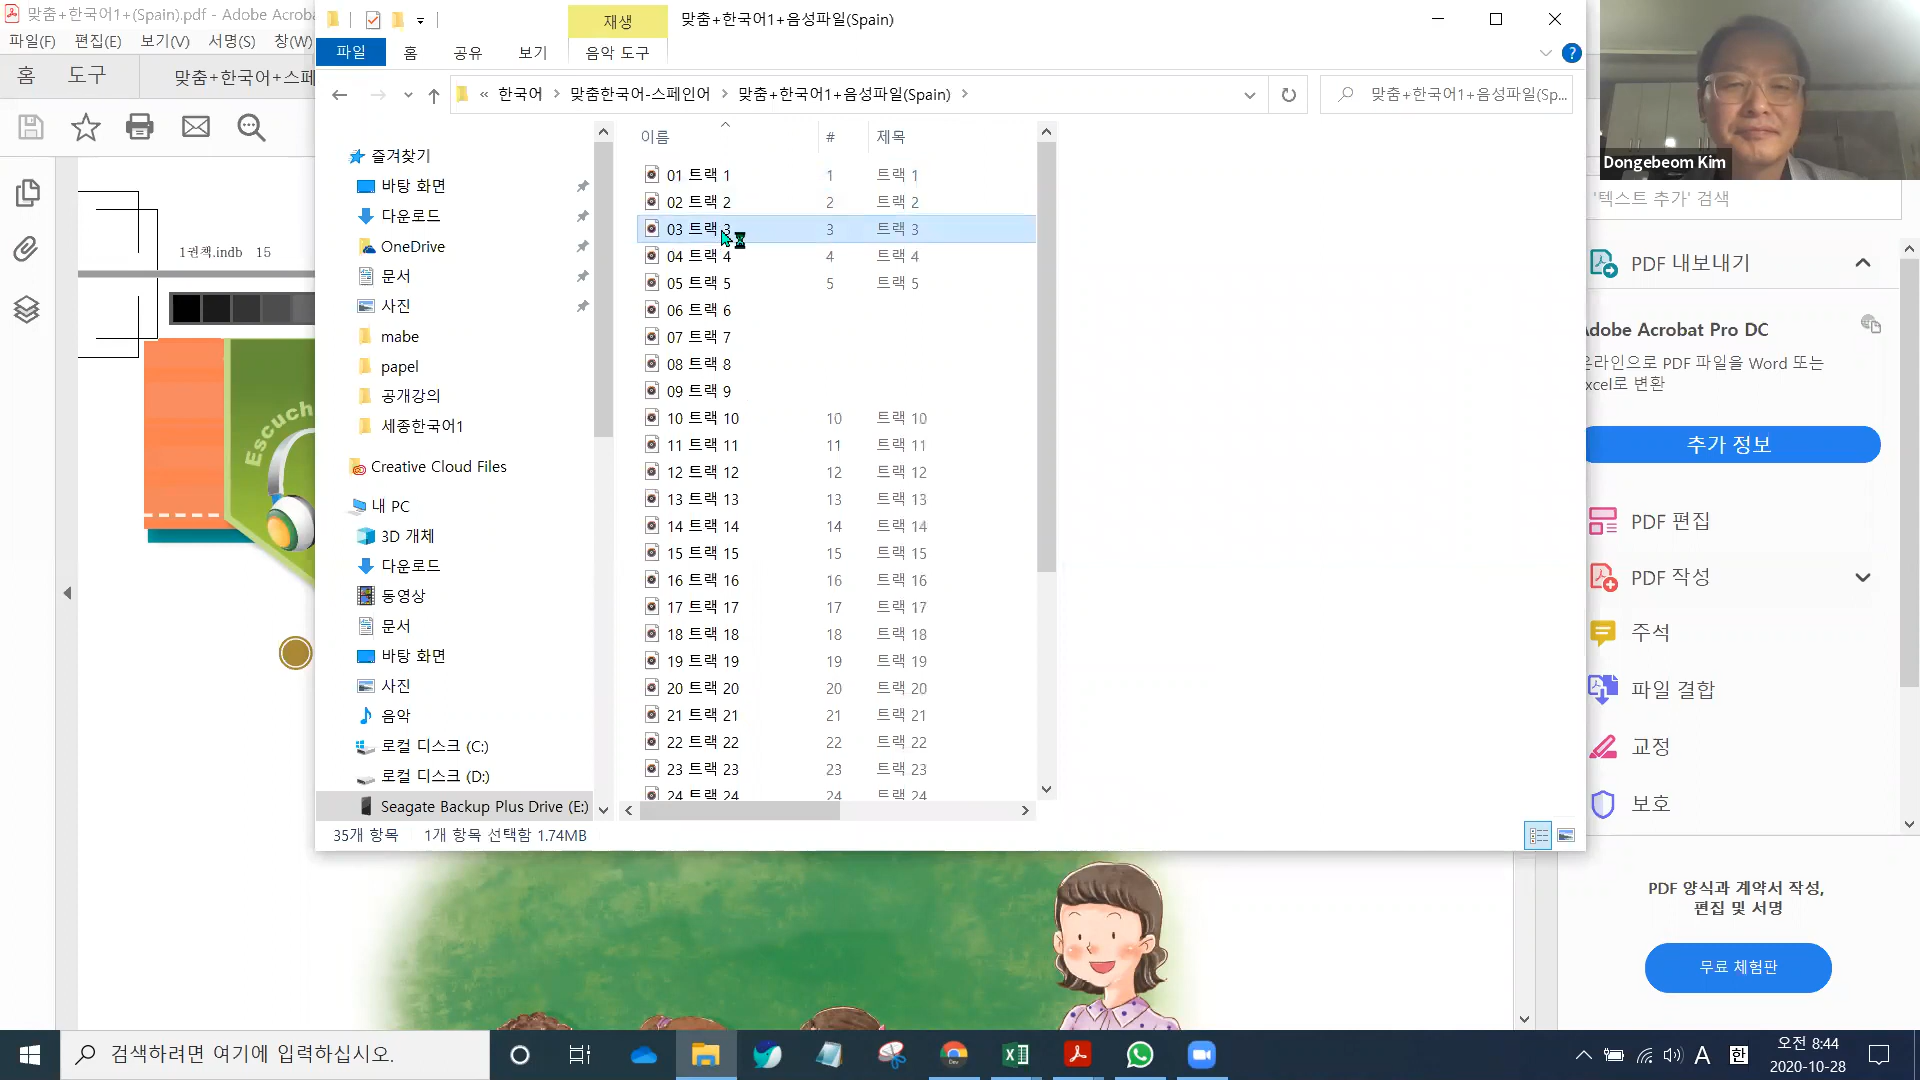 맞춤+한국어1+(Spain).pdf - Adobe Acroba
파일(F) 편집(E) 보기(V) 서명(S) 창(W)
홈 도구 맞춤+한국어+스페
재생
맞춤+한국어1+음성파일(Spain)
파일 홈 공유 보기 음악 도구
« 한국어 > 맞춤한국어-스페인어 > 맞춤+한국어1+음성파일(Spain) >
맞춤+한국어1+음성파일(Sp...
Dongebeom Kim
즐겨찾기
바탕 화면
다운로드
OneDrive
문서
사진
mabe
papel
공개강의
세종한국어1
Creative Cloud Files
내 PC
3D 개체
다운로드
동영상
문서
바탕 화면
사진
음악
로컬 디스크 (C:)
로컬 디스크 (D:)
Seagate Backup Plus Drive (E:)
이름 # 제목
01 트랙 1 1 트랙 1
02 트랙 2 2 트랙 2
03 트랙 3 3 트랙 3
04 트랙 4 4 트랙 4
05 트랙 5 5 트랙 5
06 트랙 6
07 트랙 7
08 트랙 8
09 트랙 9
10 트랙 10 10 트랙 10
11 트랙 11 11 트랙 11
12 트랙 12 12 트랙 12
13 트랙 13 13 트랙 13
14 트랙 14 14 트랙 14
15 트랙 15 15 트랙 15
16 트랙 16 16 트랙 16
17 트랙 17 17 트랙 17
18 트랙 18 18 트랙 18
19 트랙 19 19 트랙 19
20 트랙 20 20 트랙 20
21 트랙 21 21 트랙 21
22 트랙 22 22 트랙 22
23 트랙 23 23 트랙 23
24 트랙 24 24 트랙 24
35개 항목 1개 항목 선택함 1.74MB
1권책.indb 15
Escuch
'텍스트 추가' 검색
PDF 내보내기
dobe Acrobat Pro DC
온라인으로 PDF 파일을 Word 또는
xcel로 변환
추가 정보
PDF 편집
PDF 작성
주석
파일 결합
교정
보호
PDF 양식과 계약서 작성,
편집 및 서명
무료 체험판
검색하려면 여기에 입력하십시오.
A 한
오전 8:44
2020-10-28